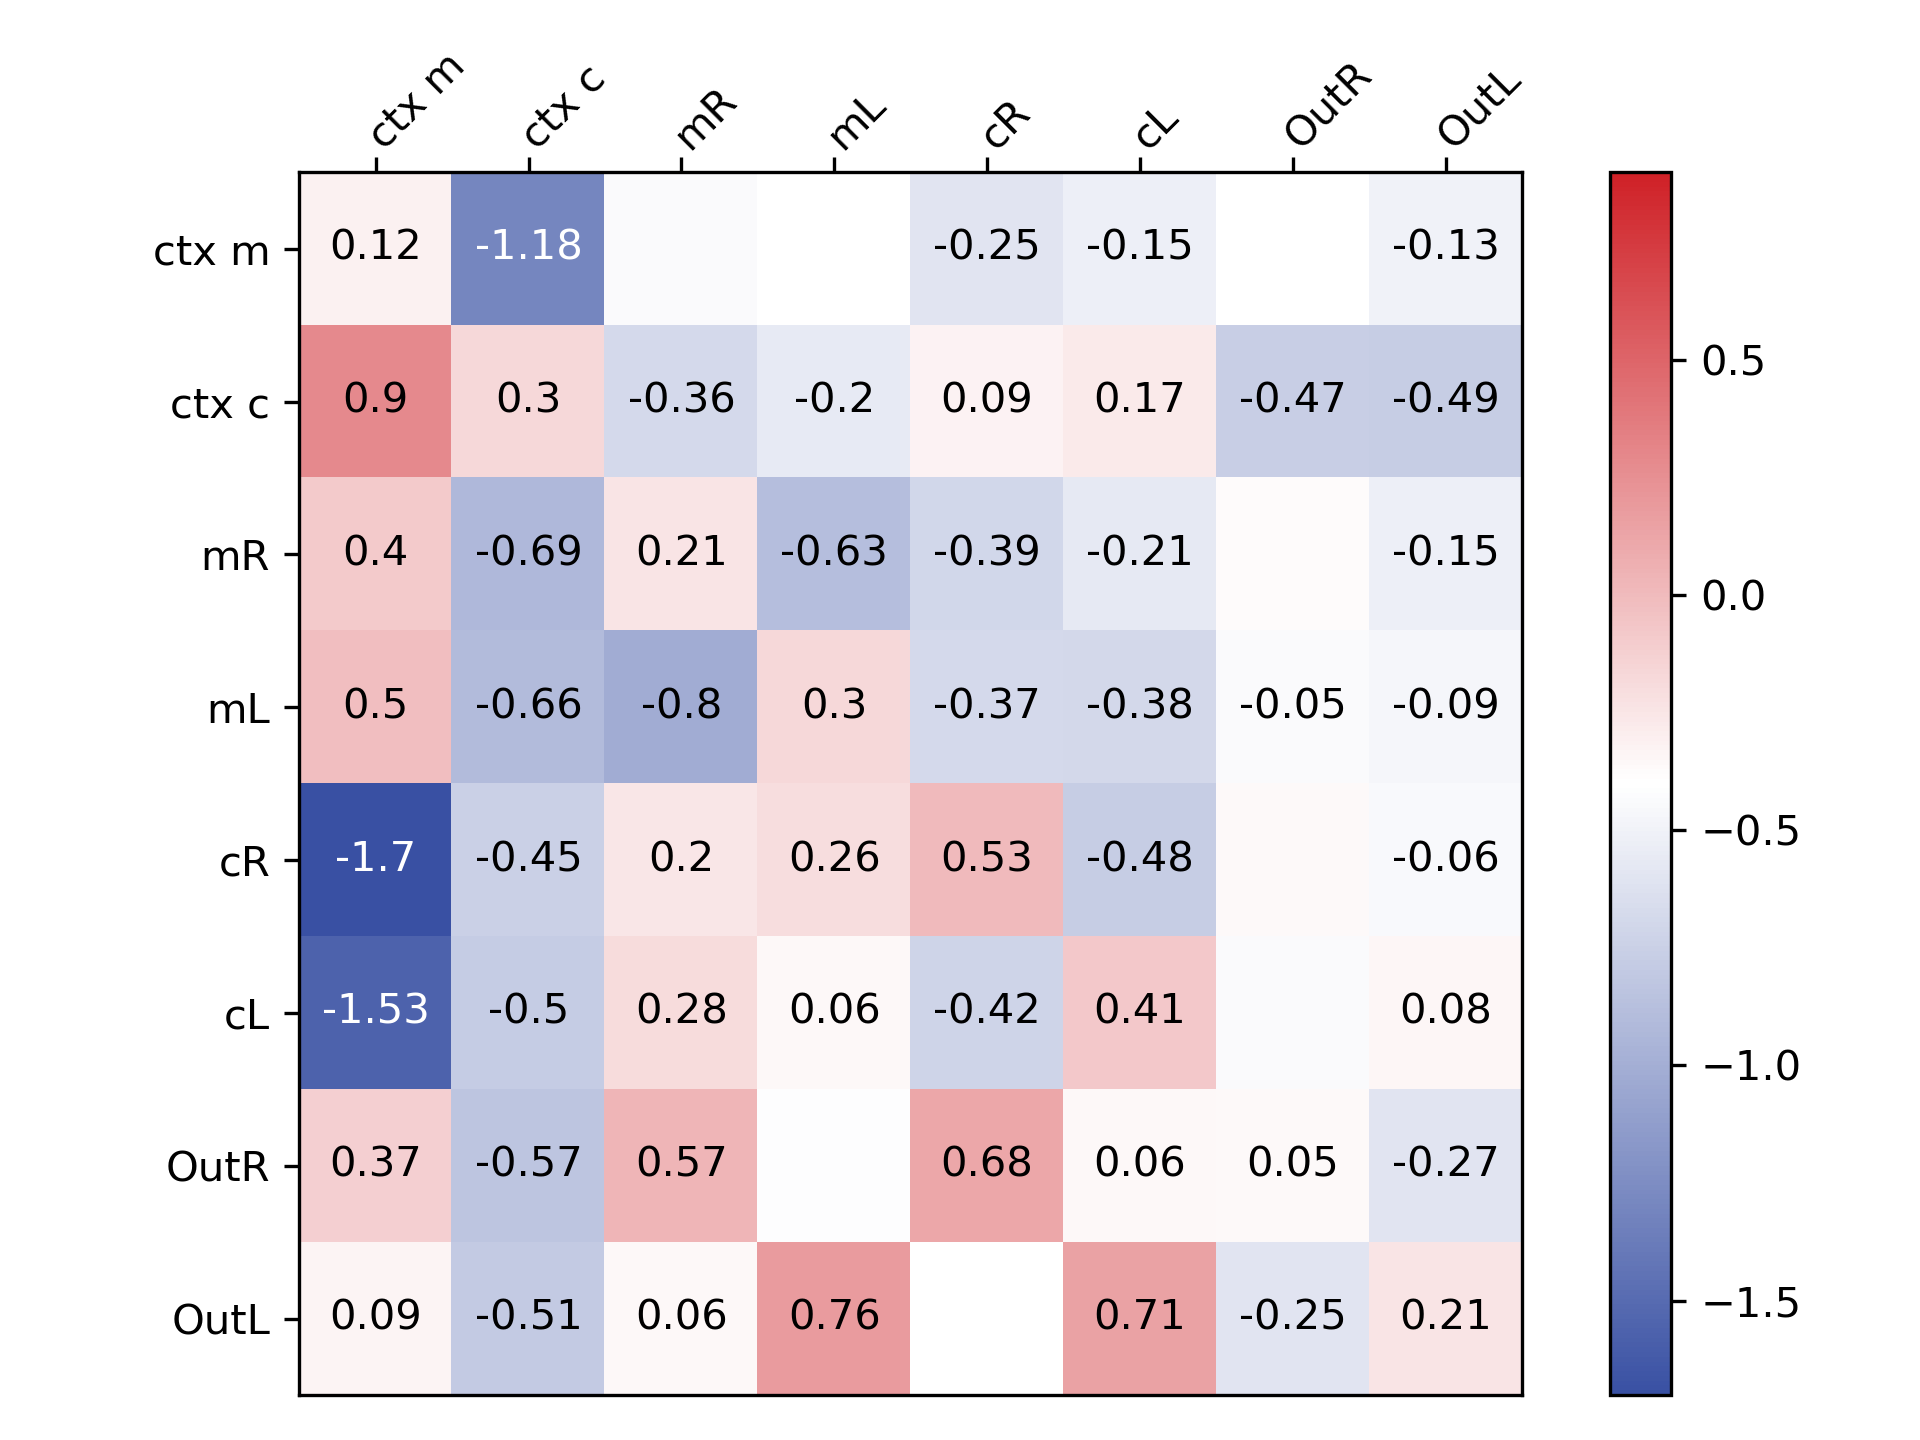 ctx m ctx c mR mL cR cL OutR OutL
ctx m 0.12 -1.18 -0.25 -0.15 -0.13
ctx c 0.9 0.3 -0.36 -0.2 0.09 0.17 -0.47 -0.49
mR 0.4 -0.69 0.21 -0.63 -0.39 -0.21 -0.15
mL 0.5 -0.66 -0.8 0.3 -0.37 -0.38 -0.05 -0.09
cR -1.7 -0.45 0.2 0.26 0.53 -0.48 -0.06
cL -1.53 -0.5 0.28 0.06 -0.42 0.41 0.08
OutR 0.37 -0.57 0.57 0.68 0.06 0.05 -0.27
OutL 0.09 -0.51 0.06 0.76 0.71 -0.25 0.21
0.5
0.0
−0.5
−1.0
−1.5